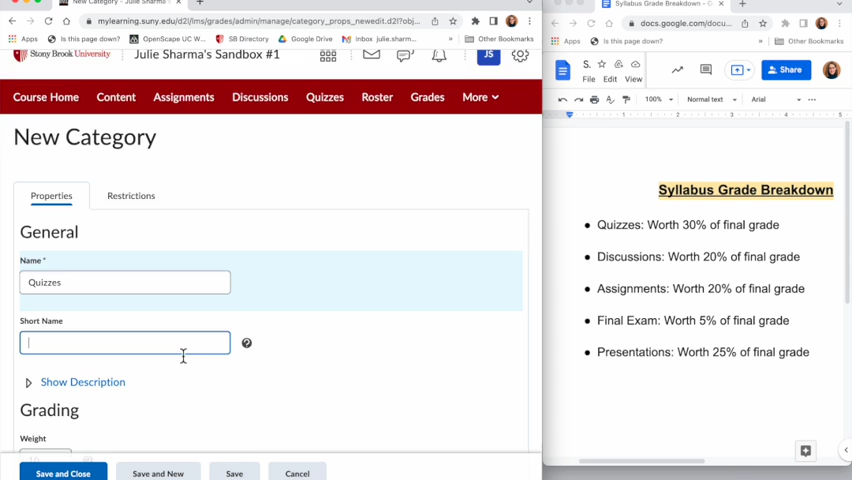 New Category - Julie Sharma's
Syllabus Grade Breakdown - G
mylearning.suny.edu/d2l/lms/grades/admin/manage/category_props_newedit.d2l?obj...
docs.google.com/docu...
Apps Is this page down? OpenScape UC W... SB Directory Google Drive Inbox julie.sharm... » Other Bookmarks
Apps Is this page down? » Other Bookmarks
Stony Brook University Julie Sharma's Sandbox #1 JS
S.
File Edit View
Share
100% Normal text Arial
Course Home Content Assignments Discussions Quizzes Roster Grades More
New Category
Properties Restrictions
General
Name *
Quizzes
Short Name
Show Description
Grading
Weight
10 %
Save and Close Save and New Save Cancel
Syllabus Grade Breakdown
● Quizzes: Worth 30% of final grade
● Discussions: Worth 20% of final grade
● Assignments: Worth 20% of final grade
● Final Exam: Worth 5% of final grade
● Presentations: Worth 25% of final grade